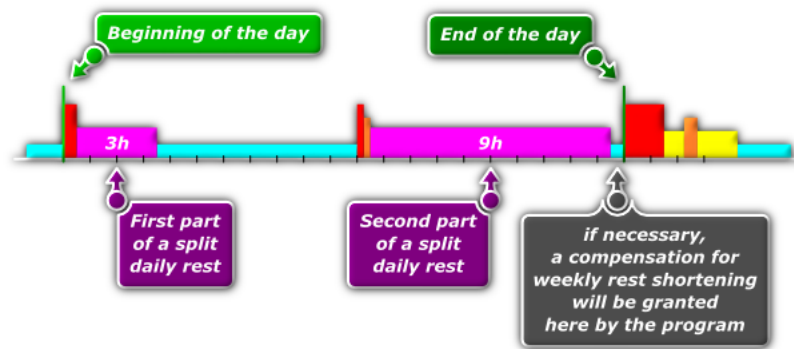 Beginning of the day
End of the day
3h
9h
First part
of a split
daily rest
Second part
of a split
daily rest
if necessary,
a compensation for
weekly rest shortening
will be granted
here by the program